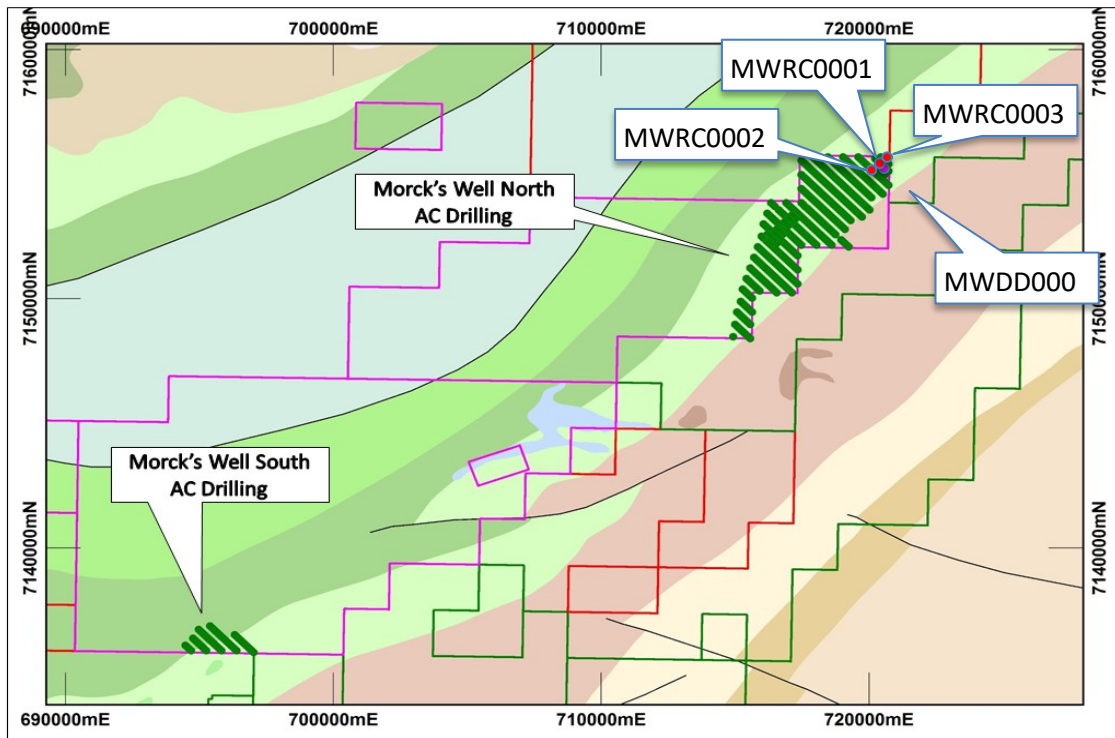 690000mE
700000mE
710000mE
720000mE
7160000mN
7160000mN
MWRC0001
MWRC0003
MWRC0002
Morck's Well North
AC Drilling
MWDD000
7150000mN
7150000mN
Morck's Well South
AC Drilling
7140000mN
7140000mN
690000mE
700000mE
710000mE
720000mE